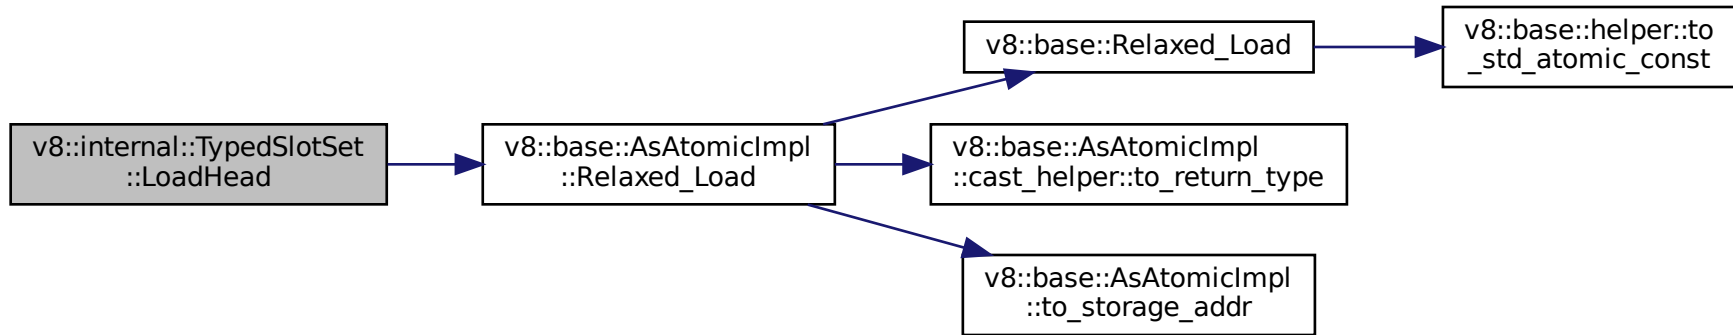 v8::internal::TypedSlotSet
::LoadHead
v8::base::AsAtomicImpl
::Relaxed_Load
v8::base::Relaxed_Load
v8::base::helper::to
_std_atomic_const
v8::base::AsAtomicImpl
::cast_helper::to_return_type
v8::base::AsAtomicImpl
::to_storage_addr